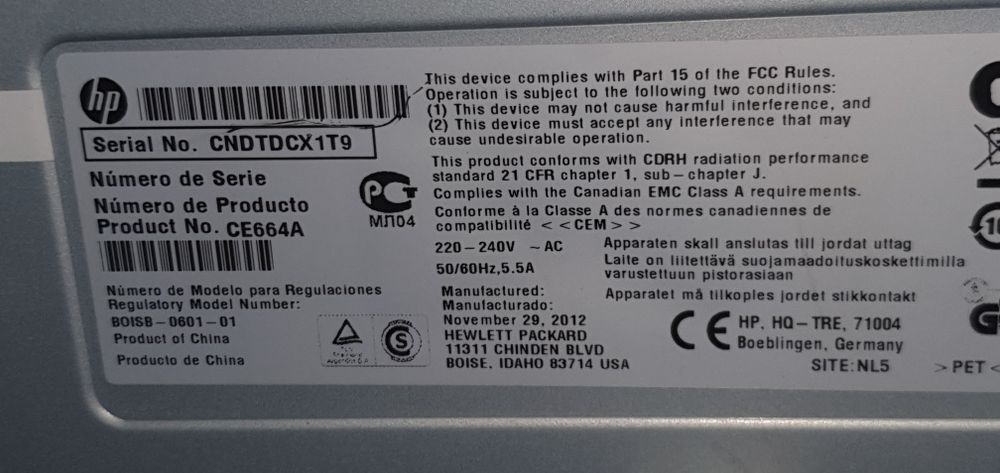 hp
Serial No. CNDTDCX1T9
Número de Serie
Número de Producto
Product No. CE664A
Número de Modelo para Regulaciones
Regulatory Model Number:
BOISB-0601-01
Product of China
Producto de China
РСТ
МЛ04
S
This device complies with Part 15 of the FCC Rules.
Operation is subject to the following two conditions:
(1) This device may not cause harmful interference, and
(2) This device must accept any interference that may
cause undesirable operation.
This product conforms with CDRH radiation performance
standard 21 CFR chapter 1, sub-chapter J.
Complies with the Canadian EMC Class A requirements.
Conforme à la Classe A des normes canadiennes de
compatibilité <<CEM>>
220-240V ~AC
50/60Hz,5.5A
Manufactured:
Manufacturado:
November 29, 2012
HEWLETT PACKARD
11311 CHINDEN BLVD
BOISE, IDAHO 83714 USA
Apparaten skall anslutas till jordat uttag
Laite on liitettävä suojamaadoituskoskettimilla
varustettuun pistorasiaan
Apparatet må tilkoples jordet stikkontakt
CE HP, HQ-TRE, 71004
Boeblingen, Germany
SITE:NL5
>PET<
10